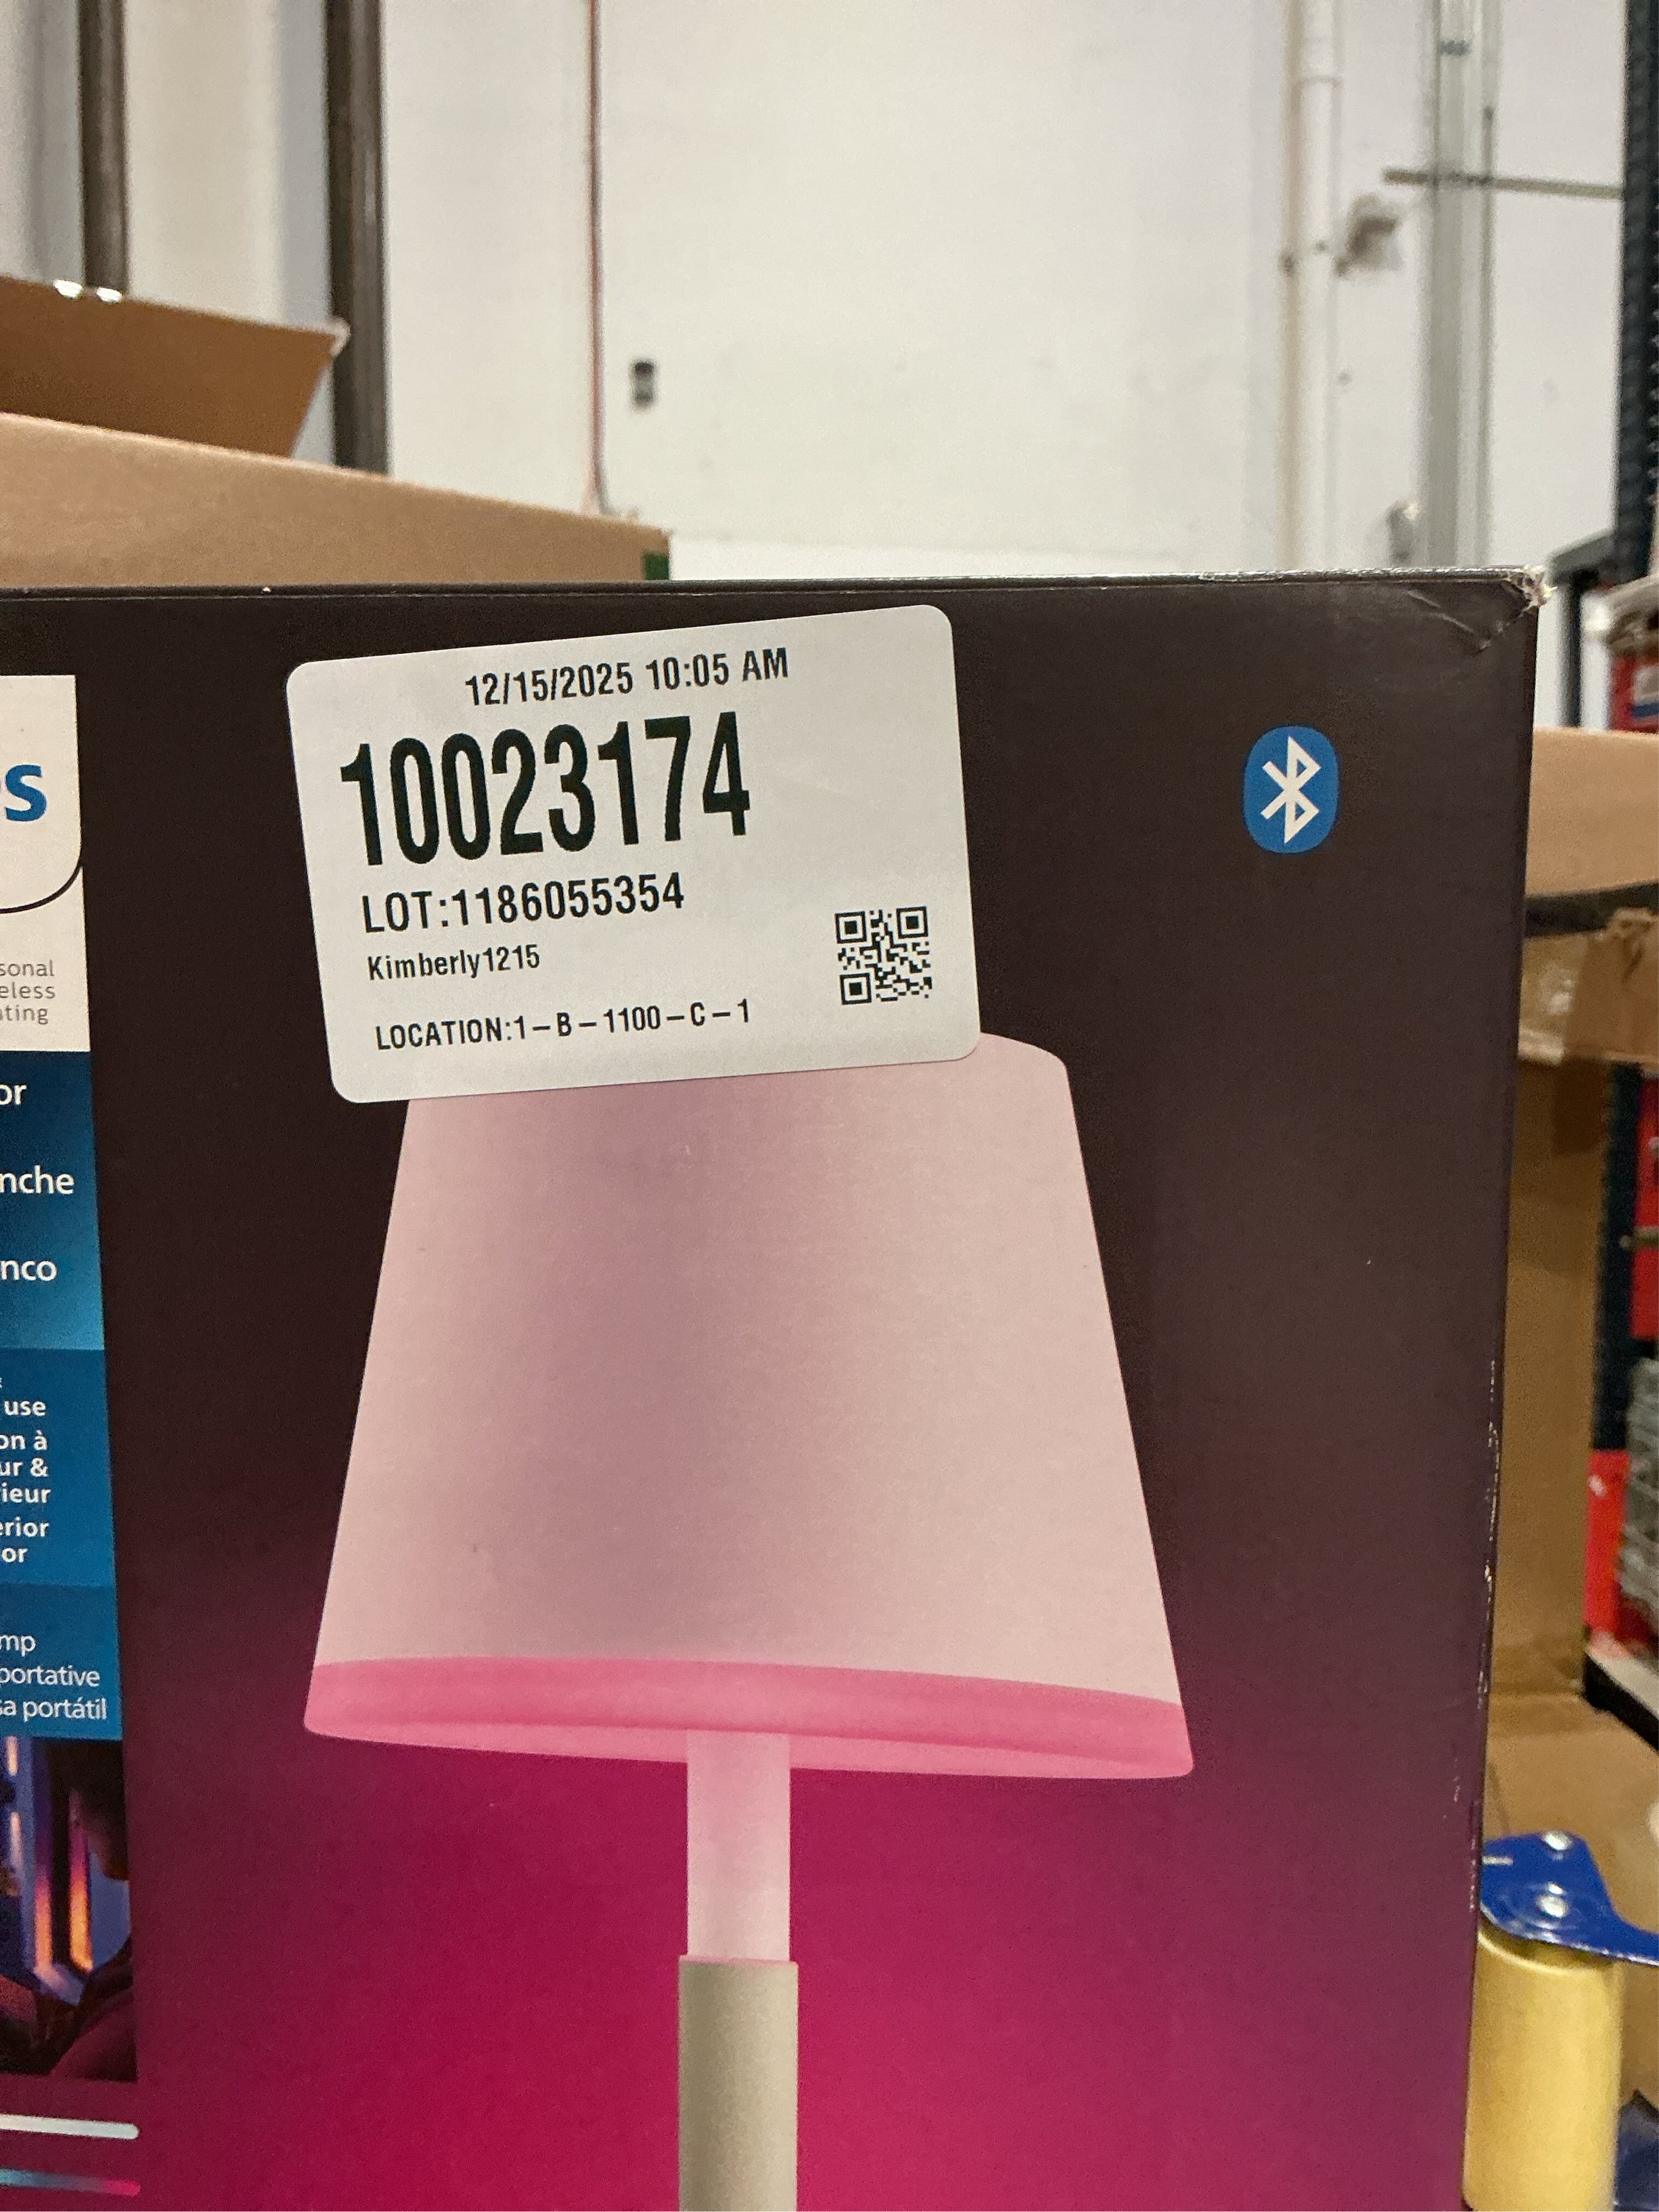 12/15/2025 10:05 AM
10023174
LOT:1186055354
Kimberly1215
LOCATION:1-B-1100-C-1
s
sonal
eless
ting
or
nche
nco
use
on à
ur &
ieur
erior
or
mp
portative
sa portátil